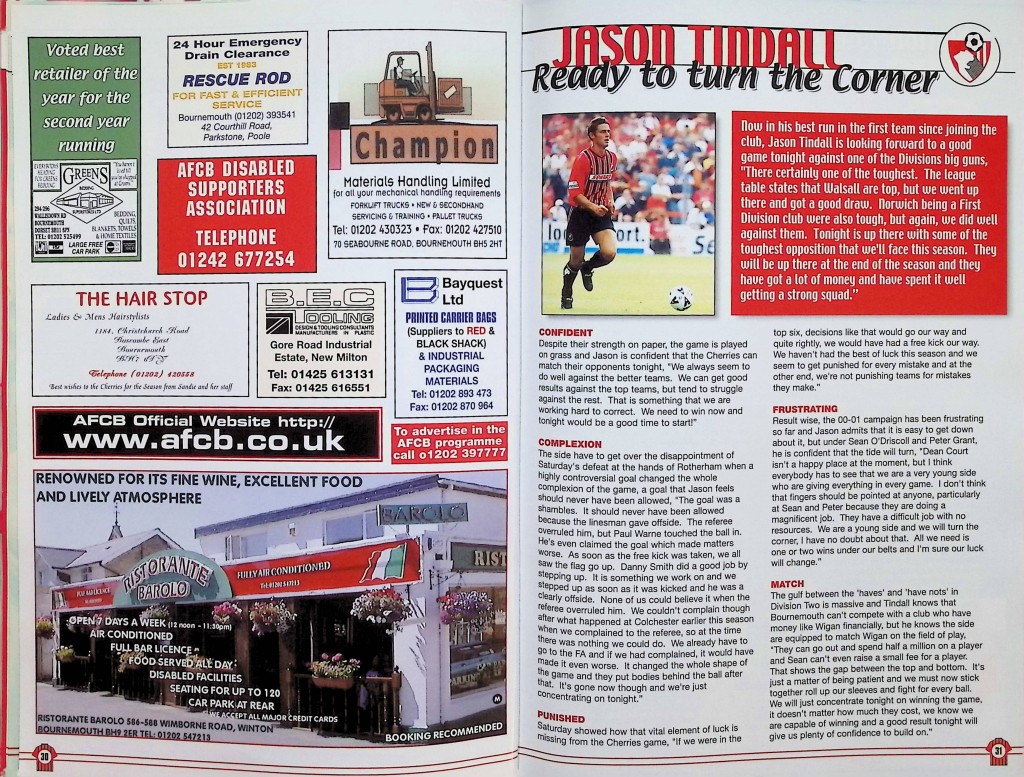 Voted best
retailer of the
year for the
second year
running
GREEN'S
BEDDING
SUPERSTORES LTD
294-296
WALLISDOWN RD
BOURNEMOUTH
DORSET BH11 8PY
TEL: 01202 525499
BEDDING,
QUILTS,
BLANKETS, TOWELS
& HOME TEXTILES
LARGE FREE
CAR PARK
24 Hour Emergency
Drain Clearance
EST 1983
RESCUE ROD
FOR FAST & EFFICIENT
SERVICE
Bournemouth (01202) 393541
42 Courthill Road,
Parkstone, Poole
AFCB DISABLED
SUPPORTERS
ASSOCIATION
TELEPHONE
01242 677254
Champion
Materials Handling Limited
for all your mechanical handling requirements
FORKLIFT TRUCKS • NEW & SECONDHAND
SERVICING & TRAINING • PALLET TRUCKS
Tel: 01202 430323 • Fax: 01202 427510
70 SEABOURNE ROAD, BOURNEMOUTH BH5 2HT
THE HAIR STOP
Ladies & Mens Hairstylists
1184, Christchurch Road
Boscombe East
Bournemouth
Telephone (01202) 420558
Best wishes to the Cherries for the Season from Sandie and her staff
B.E.C
TOOLING
DESIGN & TOOLING CONSULTANTS
MANUFACTURERS IN PLASTIC
Gore Road Industrial
Estate, New Milton
Tel: 01425 613131
Fax: 01425 616551
Bayquest
Ltd
PRINTED CARRIER BAGS
(Suppliers to RED &
BLACK SHACK)
& INDUSTRIAL
PACKAGING
MATERIALS
Tel: 01202 893 473
Fax: 01202 870 964
AFCB Official Website http://
www.afcb.co.uk
To advertise in the
AFCB programme
call 01202 397777
RENOWNED FOR ITS FINE WINE, EXCELLENT FOOD
AND LIVELY ATMOSPHERE
BAROLO
RISTORANTE
BAROLO
FULLY AIR CONDITIONED
Tel: 01202 547213
FULL BAR LICENCE
RIST
OPEN 7 DAYS A WEEK (12 noon - 11:30pm)
AIR CONDITIONED
FULL BAR LICENCE
FOOD SERVED ALL DAY
DISABLED FACILITIES
SEATING FOR UP TO 120
CAR PARK AT REAR
WE ACCEPT ALL MAJOR CREDIT CARDS
RISTORANTE BAROLO 586-588 WIMBORNE ROAD, WINTON
BOURNEMOUTH BH9 2ER TEL: 01202 547213
BOOKING RECOMMENDED
30
JASON TINDALL
Ready to turn the Corner
Now in his best run in the first team since joining the
club, Jason Tindall is looking forward to a good
game tonight against one of the Divisions big guns,
"There certainly one of the toughest. The league
table states that Walsall are top, but we went up
there and got a good draw. Norwich being a First
Division club were also tough, but again, we did well
against them. Tonight is up there with some of the
toughest opposition that we'll face this season. They
will be up there at the end of the season and they
have got a lot of money and have spent it well
getting a strong squad."
CONFIDENT
Despite their strength on paper, the game is played
on grass and Jason is confident that the Cherries can
match their opponents tonight, "We always seem to
do well against the better teams. We can get good
results against the top teams, but tend to struggle
against the rest. That is something that we are
working hard to correct. We need to win now and
tonight would be a good time to start!"
COMPLEXION
The side have to get over the disappointment of
Saturday's defeat at the hands of Rotherham when a
highly controversial goal changed the whole
complexion of the game, a goal that Jason feels
should never have been allowed, "The goal was a
shambles. It should never have been allowed
because the linesman gave offside. The referee
overruled him, but Paul Warne touched the ball in.
He's even claimed the goal which made matters
worse. As soon as the free kick was taken, we all
saw the flag go up. Danny Smith did a good job by
stepping up. It is something we work on and we
stepped up as soon as it was kicked and he was a
clearly offside. None of us could believe it when the
referee overruled him. We couldn't complain though
after what happened at Colchester earlier this season
when we complained to the referee, so at the time
there was nothing we could do. We already have to
go to the FA and if we had complained, it would have
made it even worse. It changed the whole shape of
the game and they put bodies behind the ball after
that. It's gone now though and we're just
concentrating on tonight."
PUNISHED
Saturday showed how that vital element of luck is
missing from the Cherries game, "If we were in the
top six, decisions like that would go our way and
quite rightly, we would have had a free kick our way.
We haven't had the best of luck this season and we
seem to get punished for every mistake and at the
other end, we're not punishing teams for mistakes
they make."
FRUSTRATING
Result wise, the 00-01 campaign has been frustrating
so far and Jason admits that it is easy to get down
about it, but under Sean O'Driscoll and Peter Grant,
he is confident that the tide will turn, "Dean Court
isn't a happy place at the moment, but I think
everybody has to see that we are a very young side
who are giving everything in every game. I don't think
that fingers should be pointed at anyone, particularly
at Sean and Peter because they are doing a
magnificent job. They have a difficult job with no
resources. We are a young side and we will turn the
corner, I have no doubt about that. All we need is
one or two wins under our belts and I'm sure our luck
will change."
MATCH
The gulf between the 'haves' and 'have nots' in
Division Two is massive and Tindall knows that
Bournemouth can't compete with a club who have
money like Wigan financially, but he knows the side
are equipped to match Wigan on the field of play,
"They can go out and spend half a million on a player
and Sean can't even raise a small fee for a player.
That shows the gap between the top and bottom. It's
just a matter of being patient and we must now stick
together roll up our sleeves and fight for every ball.
We will just concentrate tonight on winning the game,
it doesn't matter how much they cost, we know we
are capable of winning and a good result tonight will
give us plenty of confidence to build on."
31